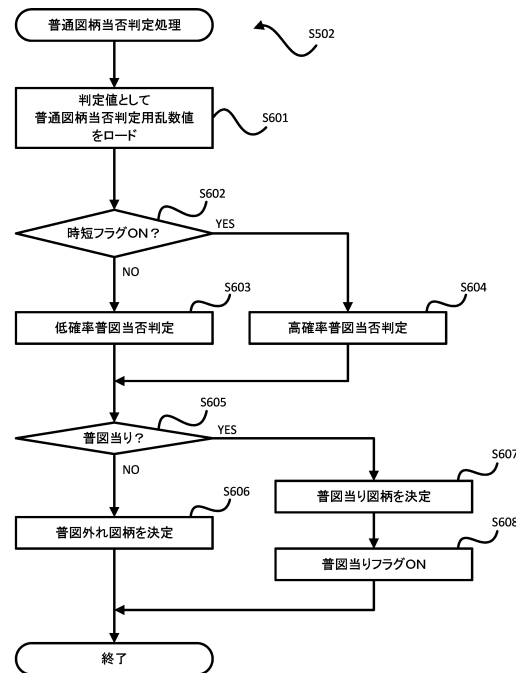 普通図柄当否判定処理
S502
判定値として
普通図柄当否判定用乱数値
をロード
S601
S602
時短フラグON？
YES
NO
S603
S604
低確率普図当否判定
高確率普図当否判定
S605
普図当り？
YES
NO
S607
普図当り図柄を決定
S606
普図外れ図柄を決定
S608
普図当りフラグON
終了